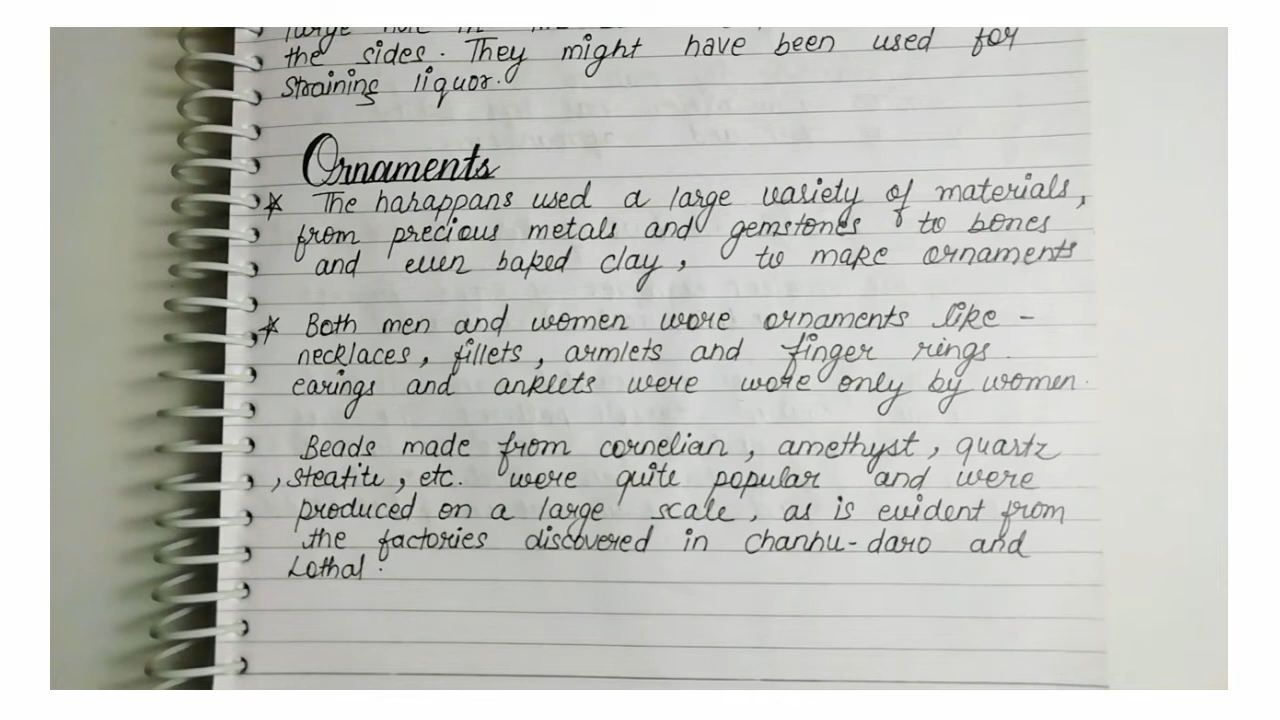 the sides. They might have been used for
straining liquor.
Ornaments
* The harappans used a large variety of materials,
from precious metals and gemstones to bones
and even baked clay, to make ornaments
* Both men and women wore ornaments like -
necklaces, fillets, armlets and finger rings.
earings and anklets were wore only by women.
Beads made from cornelian, amethyst, quartz
, steatite, etc. were quite popular and were
produced on a large scale, as is evident from
the factories discovered in chanhu-daro and
Lothal.